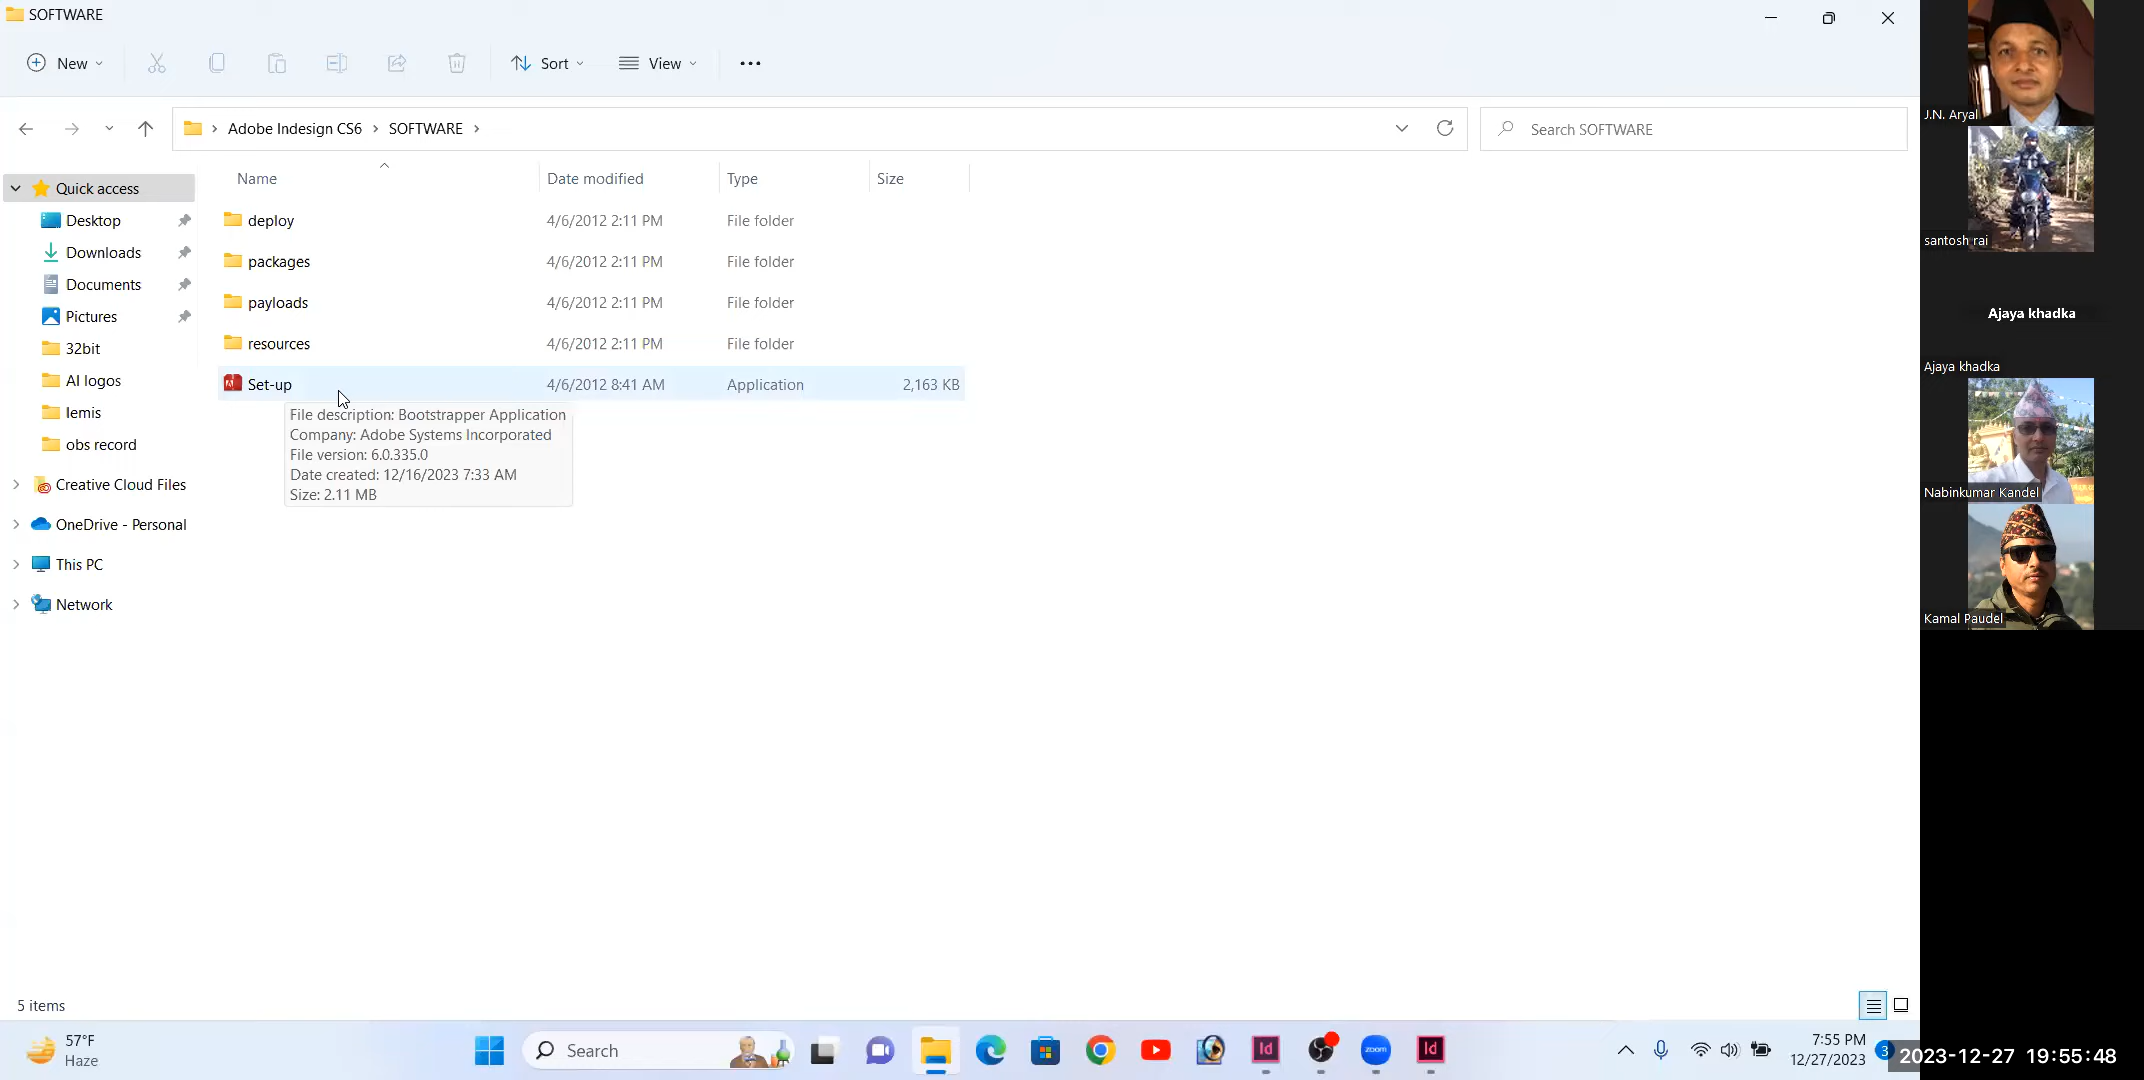 SOFTWARE
New
Sort
View
Adobe Indesign CS6
SOFTWARE
Search SOFTWARE
Name
Date modified
Type
Size
Quick access
Desktop
Downloads
Documents
Pictures
32bit
AI logos
Iemis
obs record
Creative Cloud Files
OneDrive - Personal
This PC
Network
deploy 4/6/2012 2:11 PM File folder
packages 4/6/2012 2:11 PM File folder
payloads 4/6/2012 2:11 PM File folder
resources 4/6/2012 2:11 PM File folder
Set-up 4/6/2012 8:41 AM Application 2,163 KB
File description: Bootstrapper Application
Company: Adobe Systems Incorporated
File version: 6.0.335.0
Date created: 12/16/2023 7:33 AM
Size: 2.11 MB
5 items
57°F
Haze
Search
Id
zoom
Id
7:55 PM
12/27/2023
3
2023-12-27 19:55:48
J.N. Aryal
santosh rai
Ajaya khadka
Ajaya khadka
Nabinkumar Kandel
Kamal Paudel